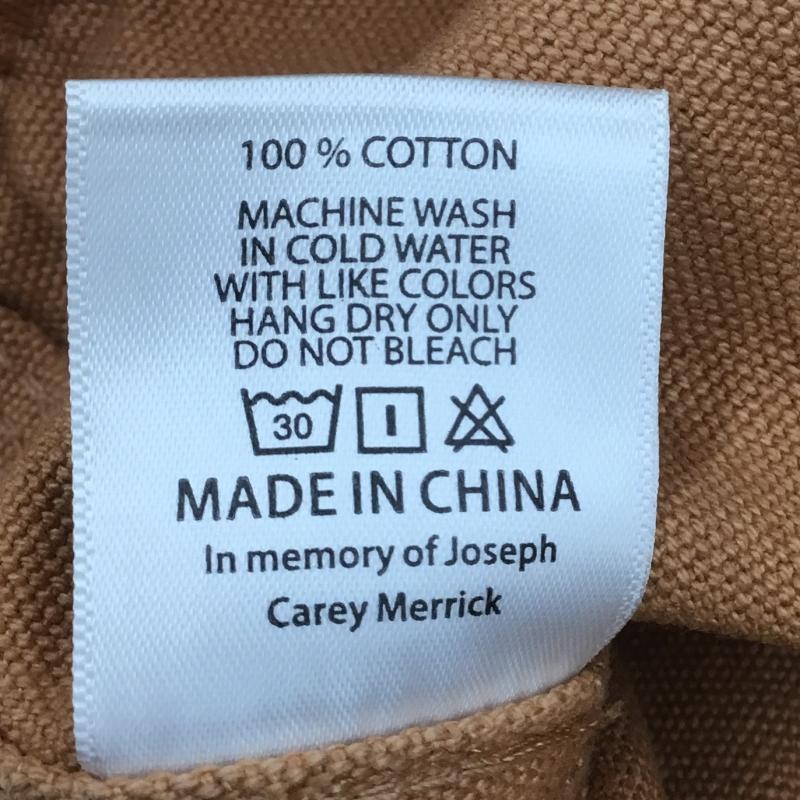 100 % COTTON
MACHINE WASH
IN COLD WATER
WITH LIKE COLORS
HANG DRY ONLY
DO NOT BLEACH
30
MADE IN CHINA
In memory of Joseph
Carey Merrick